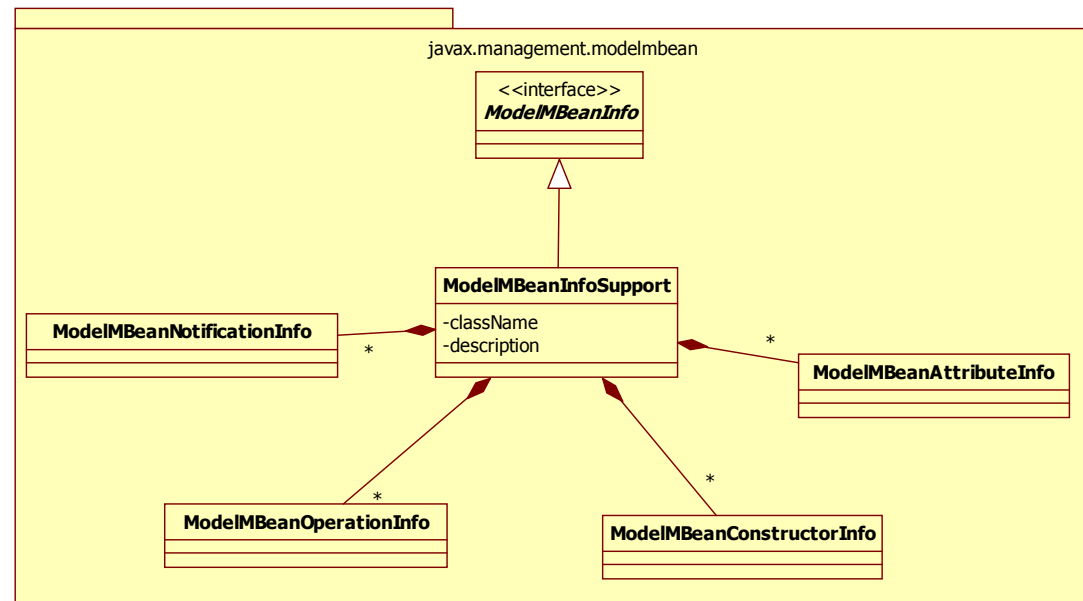 javax.management.modelmbean
<<interface>>
ModelMBeanInfo
ModelMBeanInfoSupport
-className
-description
ModelMBeanNotificationInfo
*
*
ModelMBeanAttributeInfo
*
ModelMBeanOperationInfo
*
ModelMBeanConstructorInfo